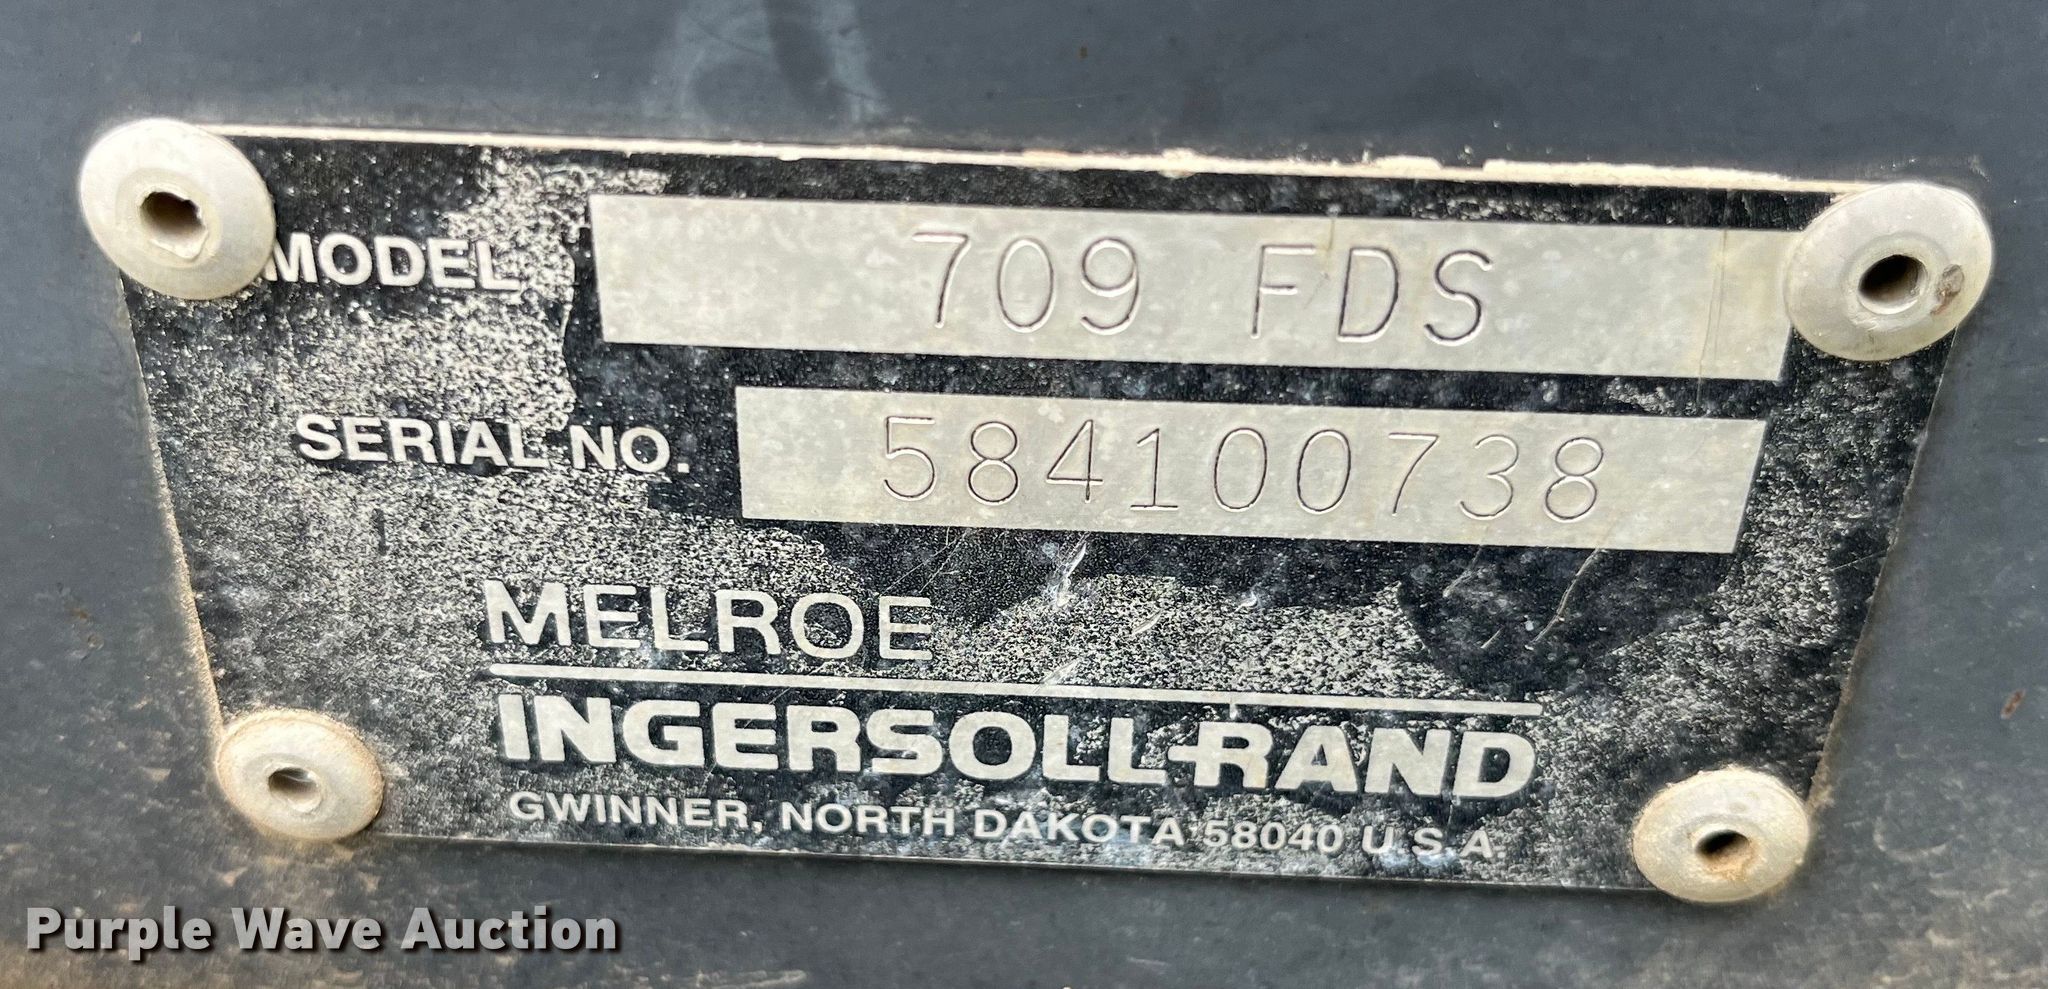 MODEL 709 FDS
SERIAL NO. 584100738
MELROE
INGERSOLL-RAND
GWINNER, NORTH DAKOTA 58040 U.S.A.
Purple Wave Auction